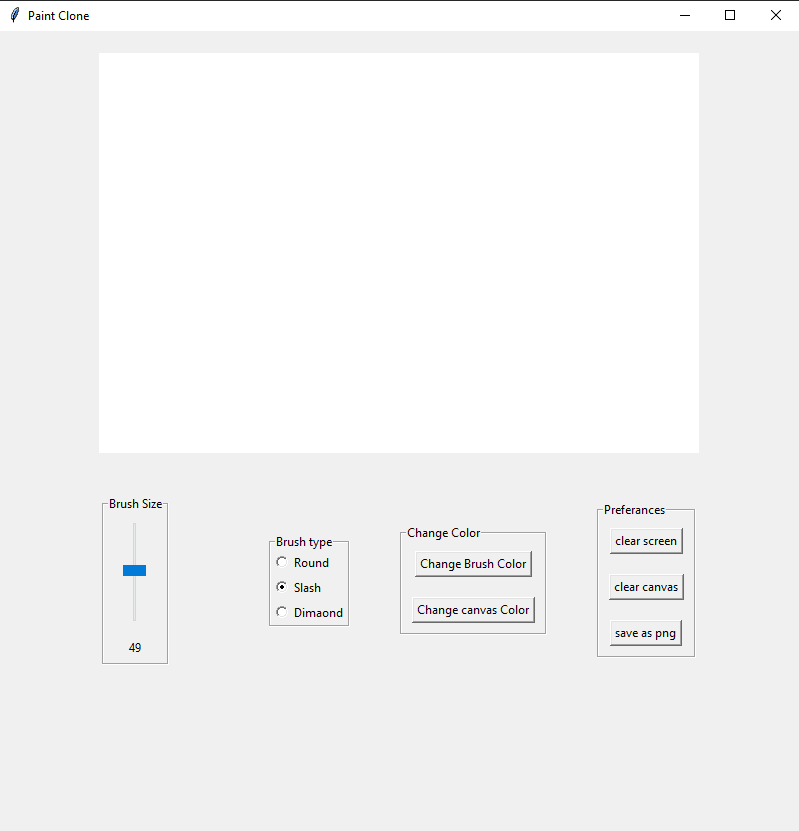 Paint Clone
Brush Size
49
Brush type
Round
Slash
Dimaond
Change Color
Change Brush Color
Change canvas Color
Preferances
clear screen
clear canvas
save as png